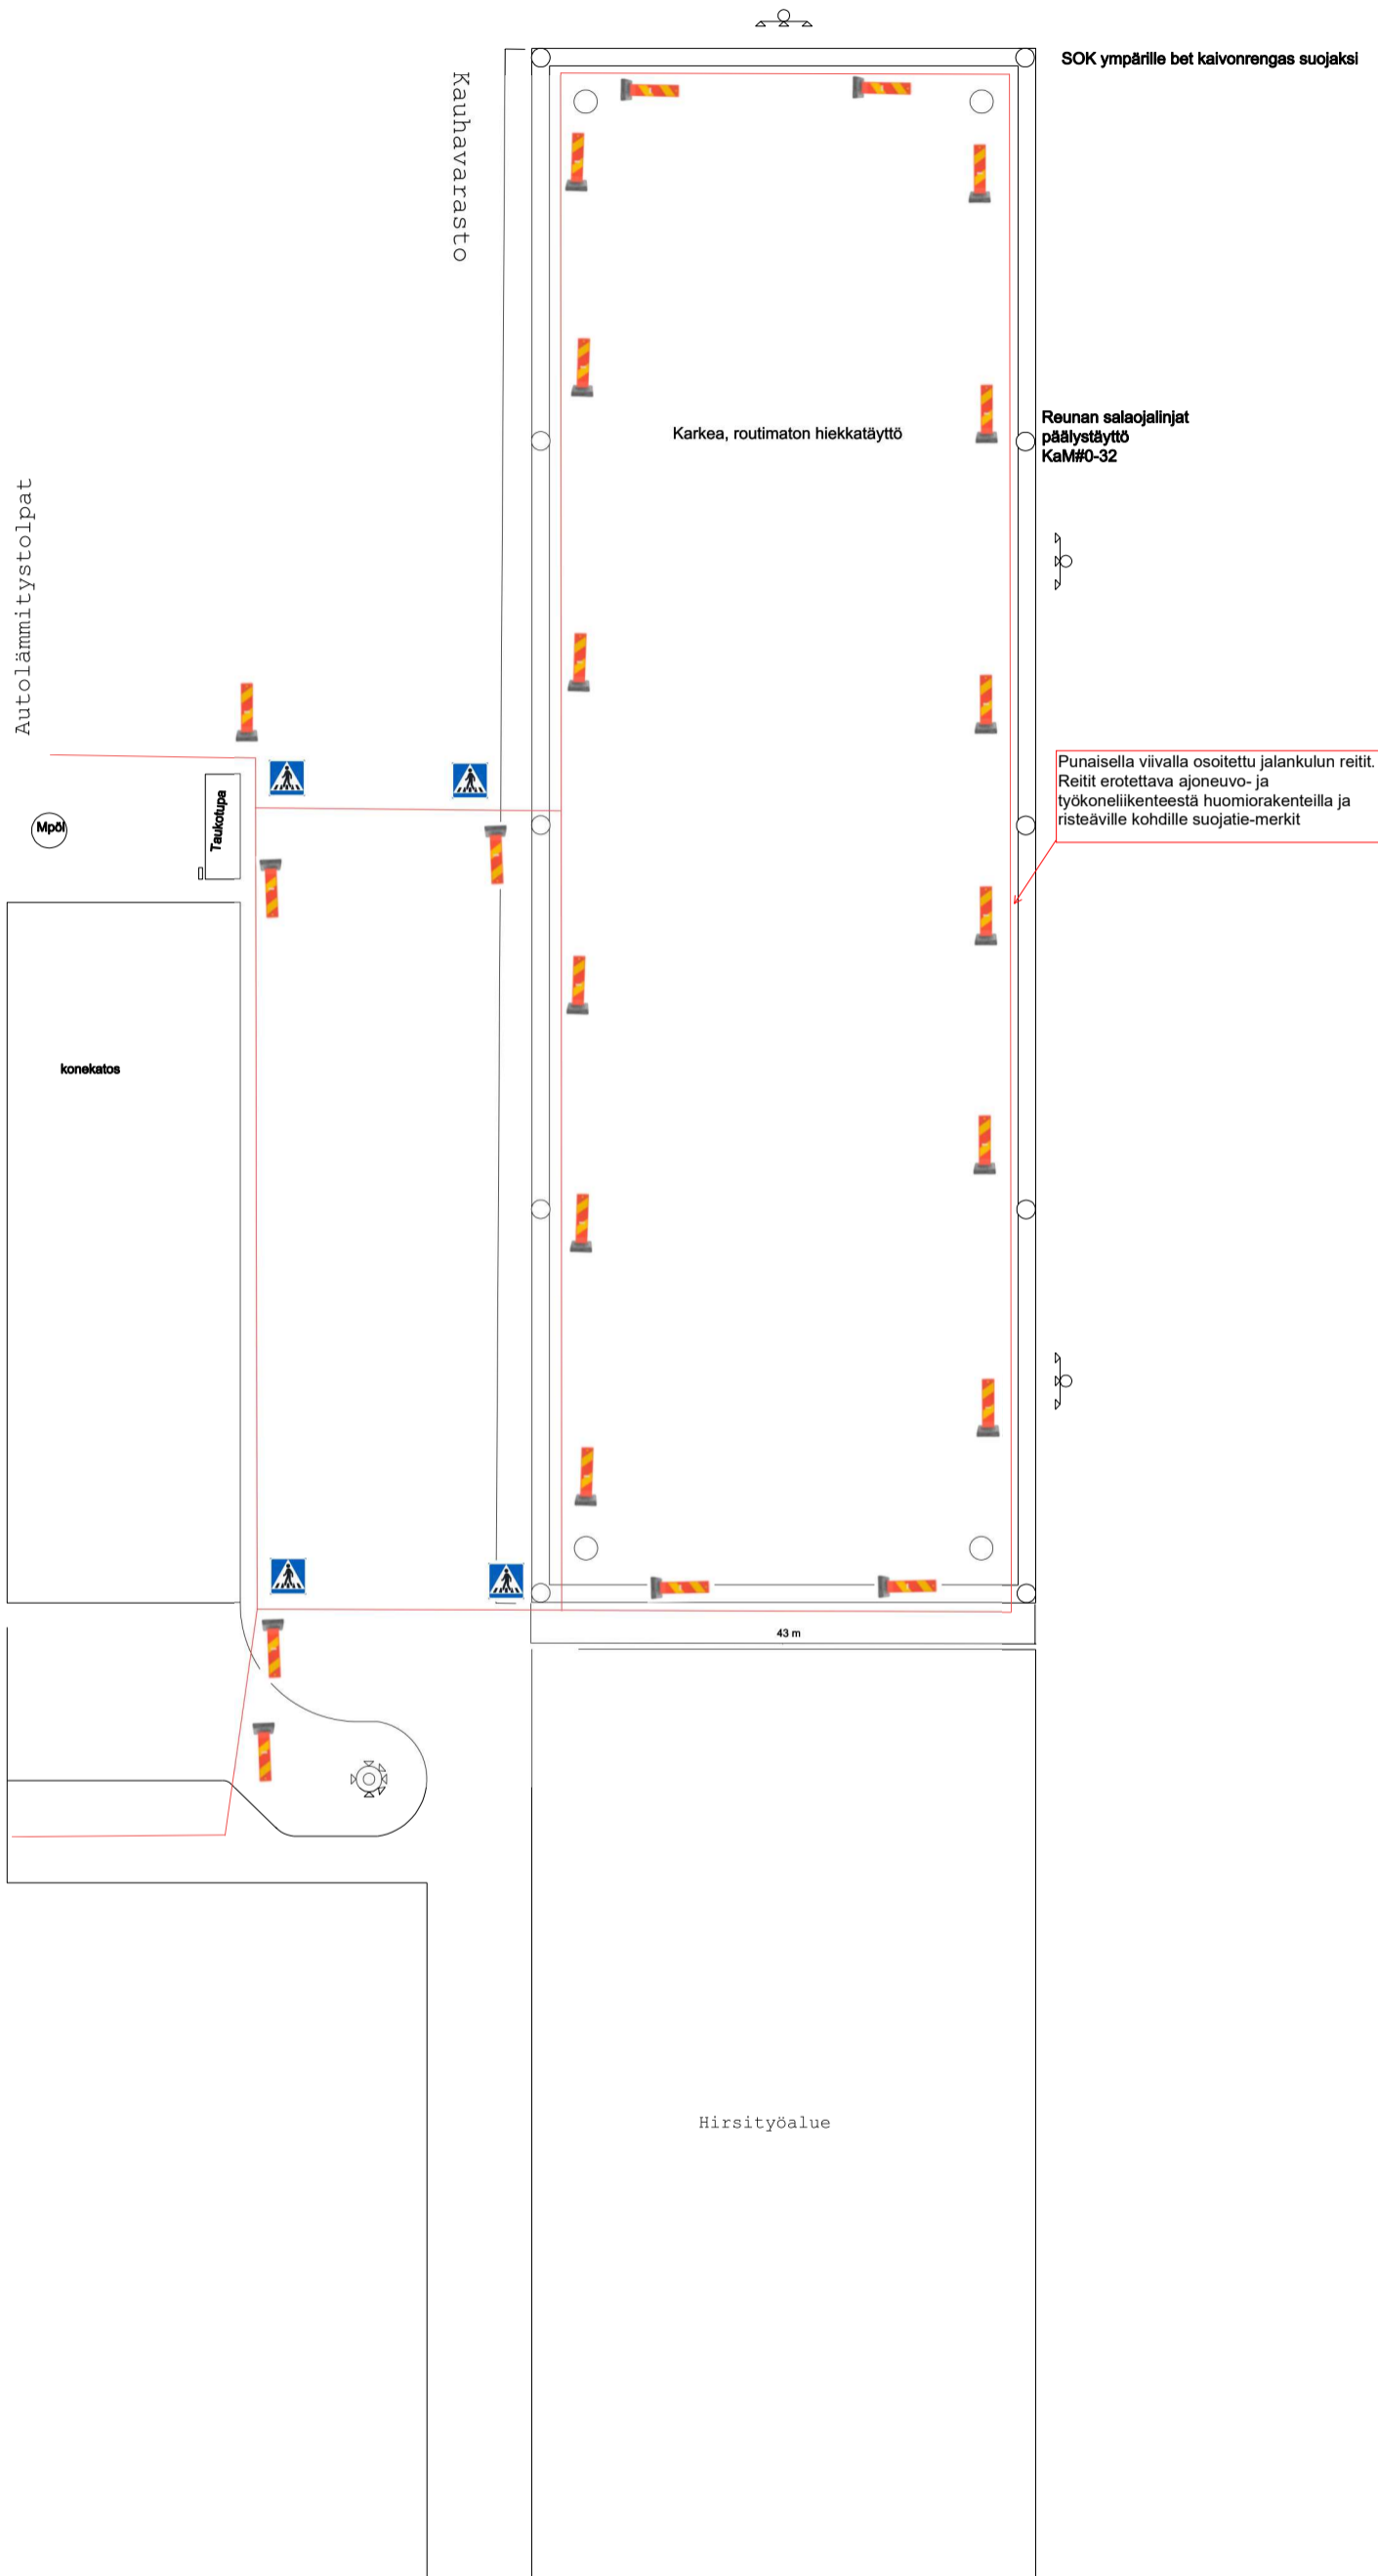 SOK ympärille bet kaivonrengas suojaksi
Kauhavarasto
Karkea, routimaton hiekkatäyttö
Reunan salaojalinjat
päälystäyttö
KaM#0-32
Autolämmitystolpat
Punaisella viivalla osoitettu jalankulun reitit.
Reitit erotettava ajoneuvo- ja
työkoneliikenteestä huomiorakenteilla ja
risteäville kohdille suojatie-merkit
Mpöl
Taukotupa
konekatos
43 m
Hirsityöalue